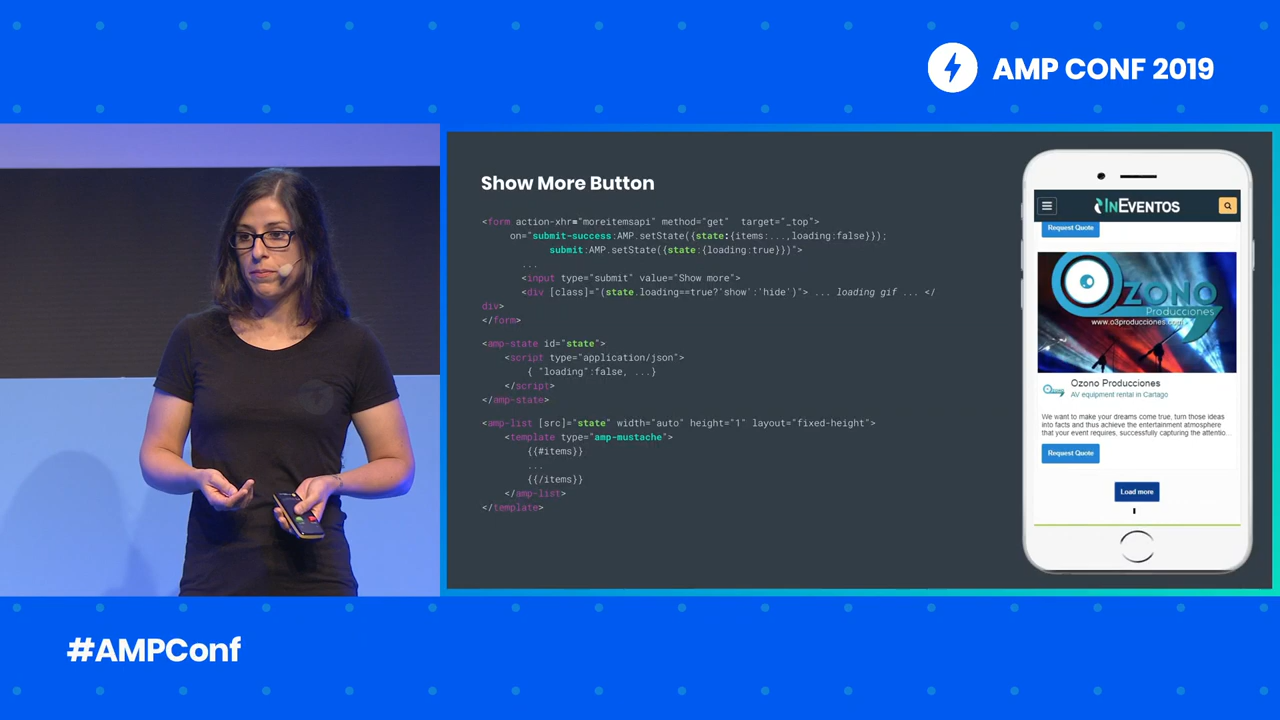 AMP CONF 2019
Show More Button
<form action-xhr="moreitemsapi" method="get"  target="_top">
on="submit-success:AMP.setState({state:{items:...,loading:false}});
submit:AMP.setState({state:{loading:true}})">
...
<input type="submit" value="Show more">
<div [class]="(state.loading==true?'show':'hide')"> ... loading gif ... </
div>
</form>
<amp-state id="state">
<script type="application/json">
{ "loading":false, ...}
</script>
</amp-state>
<amp-list [src]="state" width="auto" height="1" layout="fixed-height">
<template type="amp-mustache>
{{#items}}
...
{{/items}}
</amp-list>
</template>
INEVENTOS
Request Quote
OZONO
Producciones
www.o3producciones.com
Ozono Producciones
AV equipment rental in Cartago
We want to make your dreams come true, turn those ideas
into facts and thus achieve the entertainment atmosphere
that your event requires, successfully capturing the attentio...
Request Quote
Load more
#AMPConf